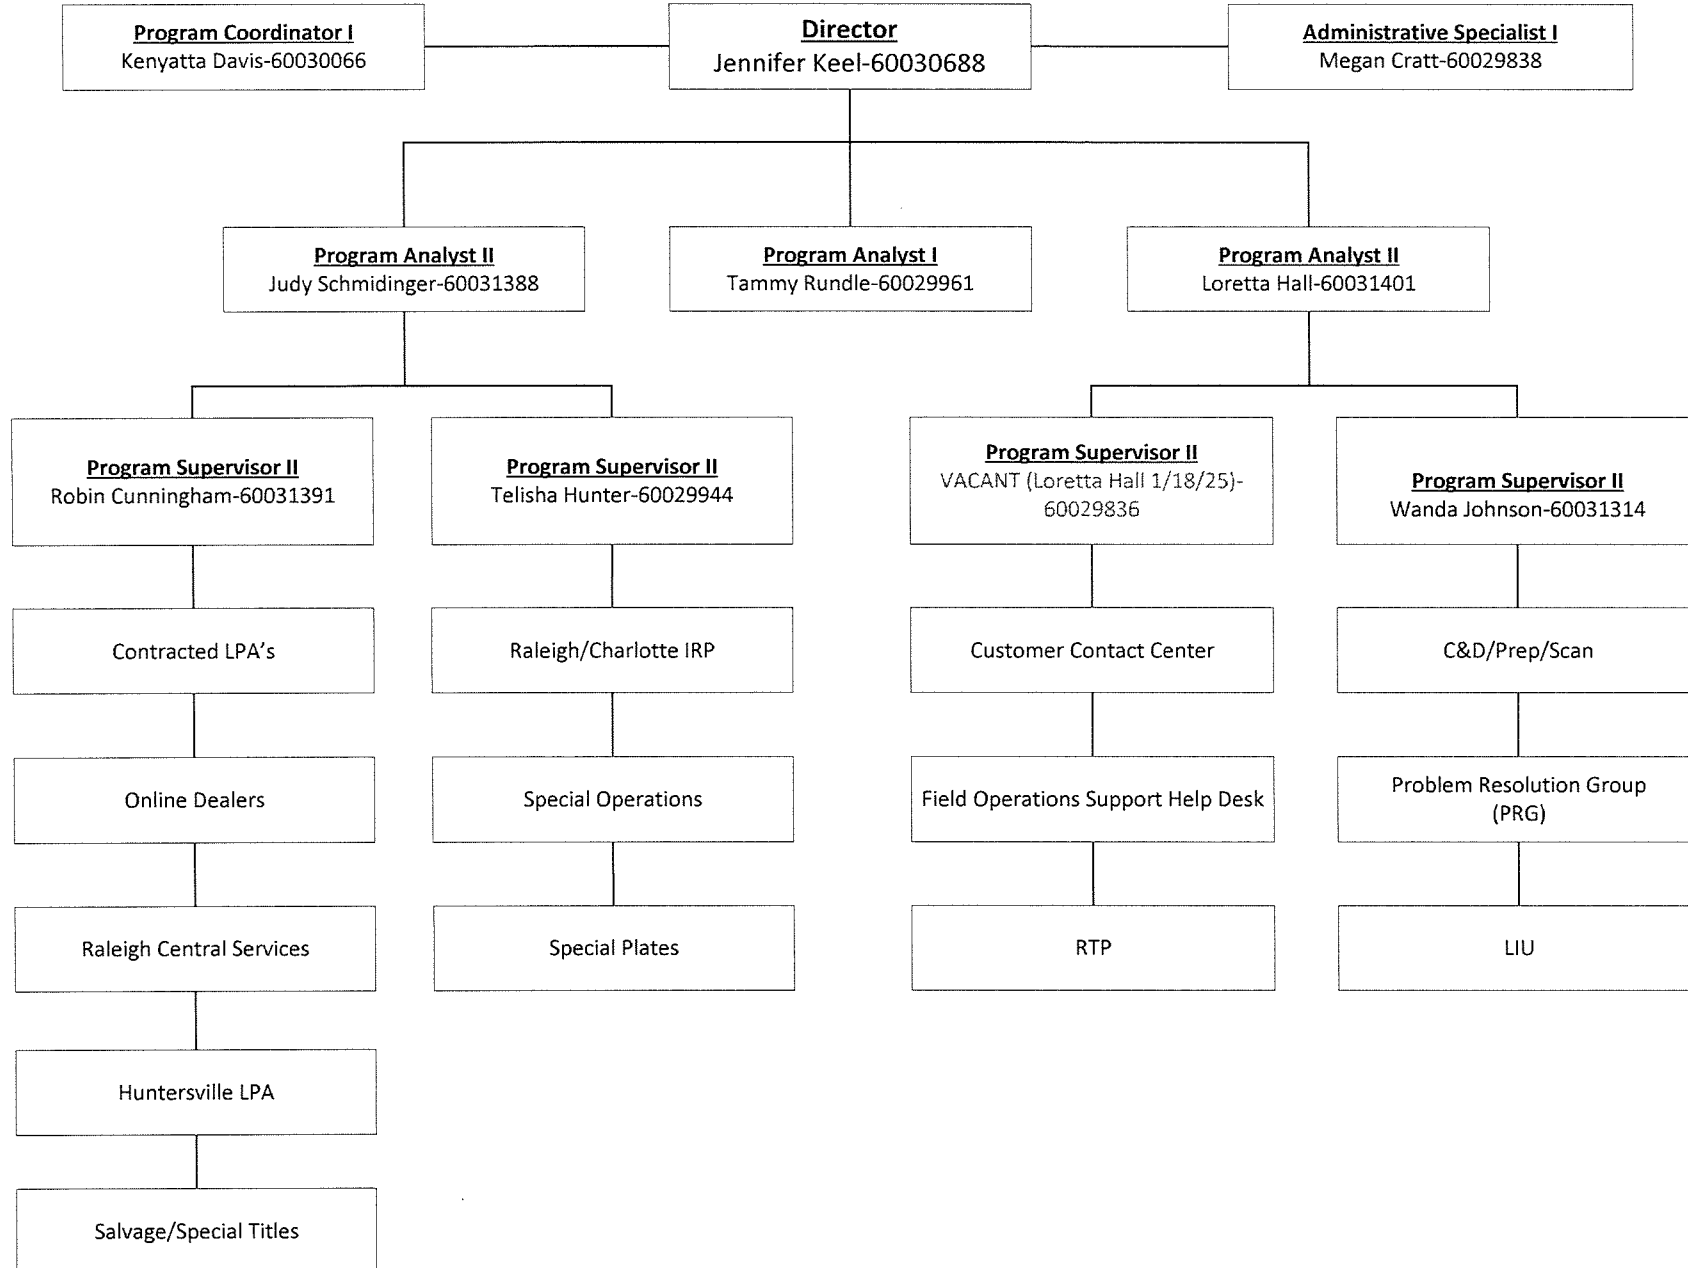 Program Coordinator I
Kenyatta Davis-60030066
Director
Jennifer Keel-60030688
Administrative Specialist I
Megan Cratt-60029838
Program Analyst II
Judy Schmidinger-60031388
Program Analyst I
Tammy Rundle-60029961
Program Analyst II
Loretta Hall-60031401
Program Supervisor II
Robin Cunningham-60031391
Program Supervisor II
Telisha Hunter-60029944
Program Supervisor II
VACANT (Loretta Hall 1/18/25)-
60029836
Program Supervisor II
Wanda Johnson-60031314
Contracted LPA's
Raleigh/Charlotte IRP
Customer Contact Center
C&D/Prep/Scan
Online Dealers
Special Operations
Field Operations Support Help Desk
Problem Resolution Group
(PRG)
Raleigh Central Services
Special Plates
RTP
LIU
Huntersville LPA
Salvage/Special Titles